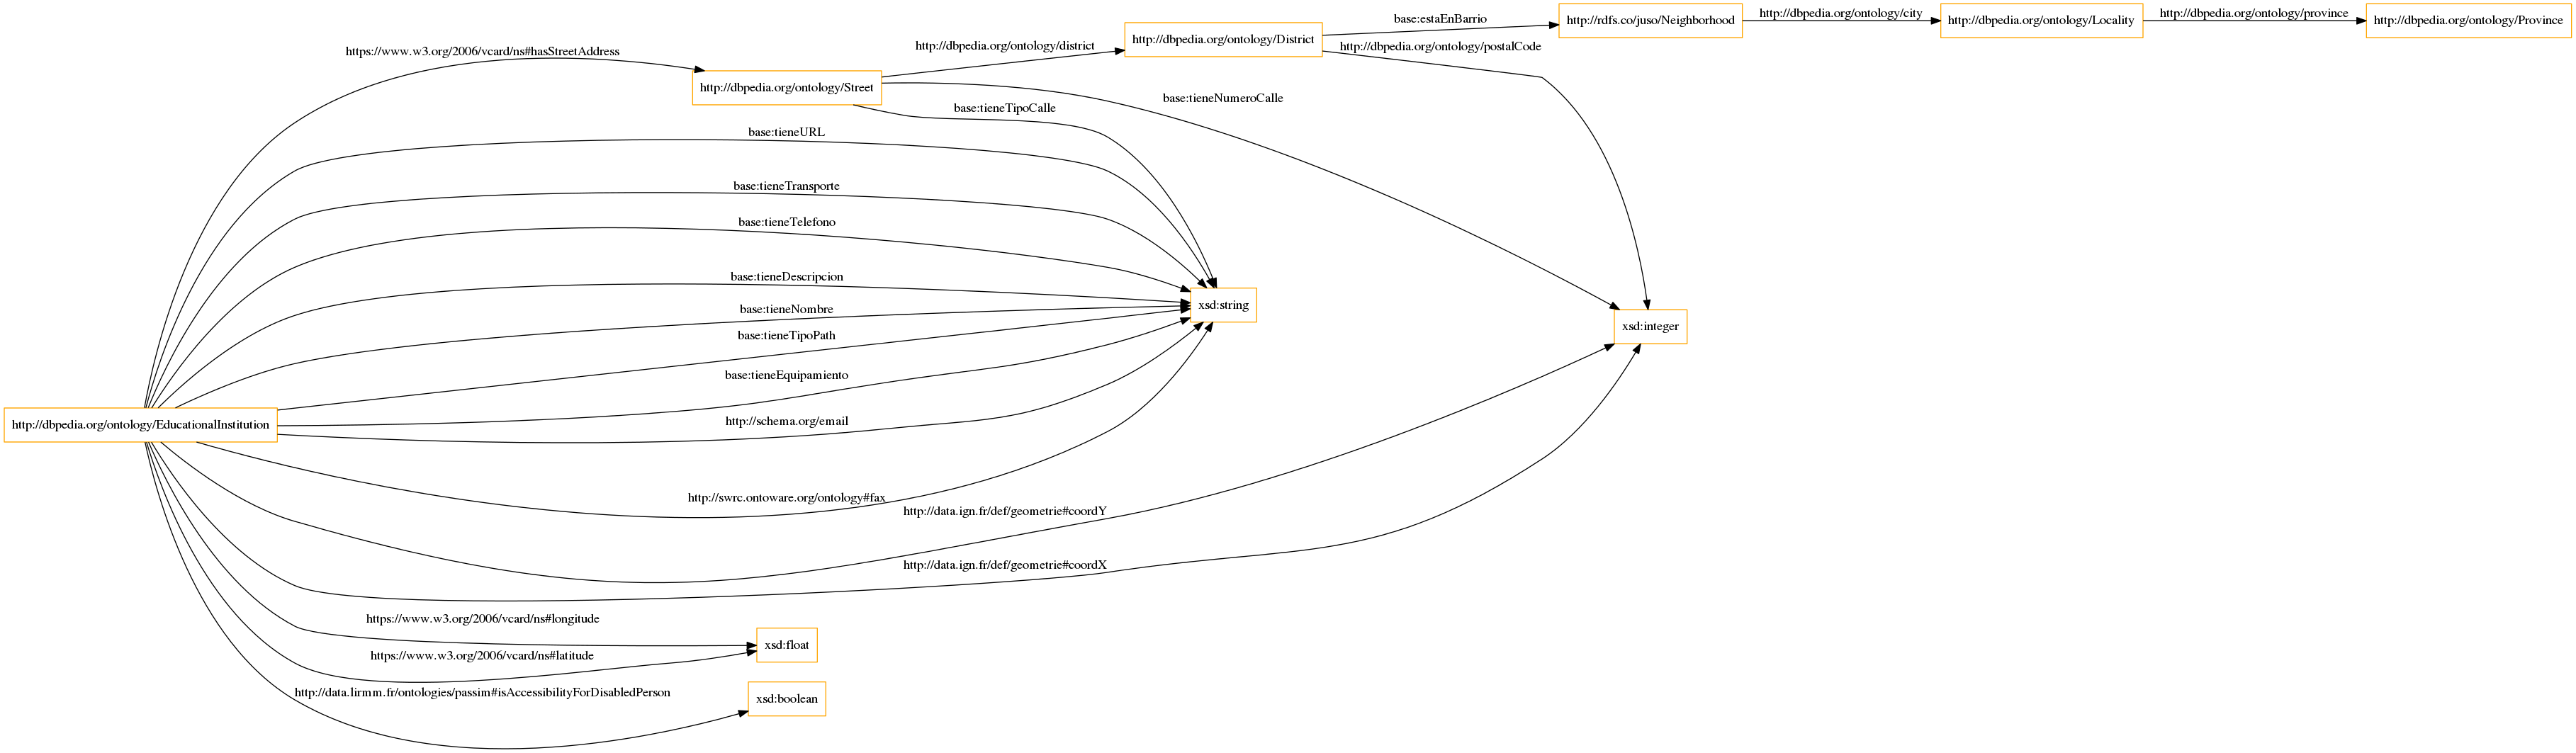 http://rdfs.co/juso/Neighborhood
http://dbpedia.org/ontology/city
http://dbpedia.org/ontology/Locality
http://dbpedia.org/ontology/province
http://dbpedia.org/ontology/Province
base:estaEnBarrio
http://dbpedia.org/ontology/District
http://dbpedia.org/ontology/postalCode
http://dbpedia.org/ontology/district
https://www.w3.org/2006/vcard/ns#hasStreetAddress
http://dbpedia.org/ontology/Street
base:tieneNumeroCalle
base:tieneTipoCalle
base:tieneURL
base:tieneTransporte
base:tieneTelefono
base:tieneDescripcion
xsd:string
base:tieneNombre
xsd:integer
base:tieneTipoPath
base:tieneEquipamiento
http://schema.org/email
http://dbpedia.org/ontology/EducationalInstitution
http://swrc.ontoware.org/ontology#fax
http://data.ign.fr/def/geometrie#coordY
http://data.ign.fr/def/geometrie#coordX
https://www.w3.org/2006/vcard/ns#longitude
xsd:float
https://www.w3.org/2006/vcard/ns#latitude
http://data.lirmm.fr/ontologies/passim#isAccessibilityForDisabledPerson
xsd:boolean